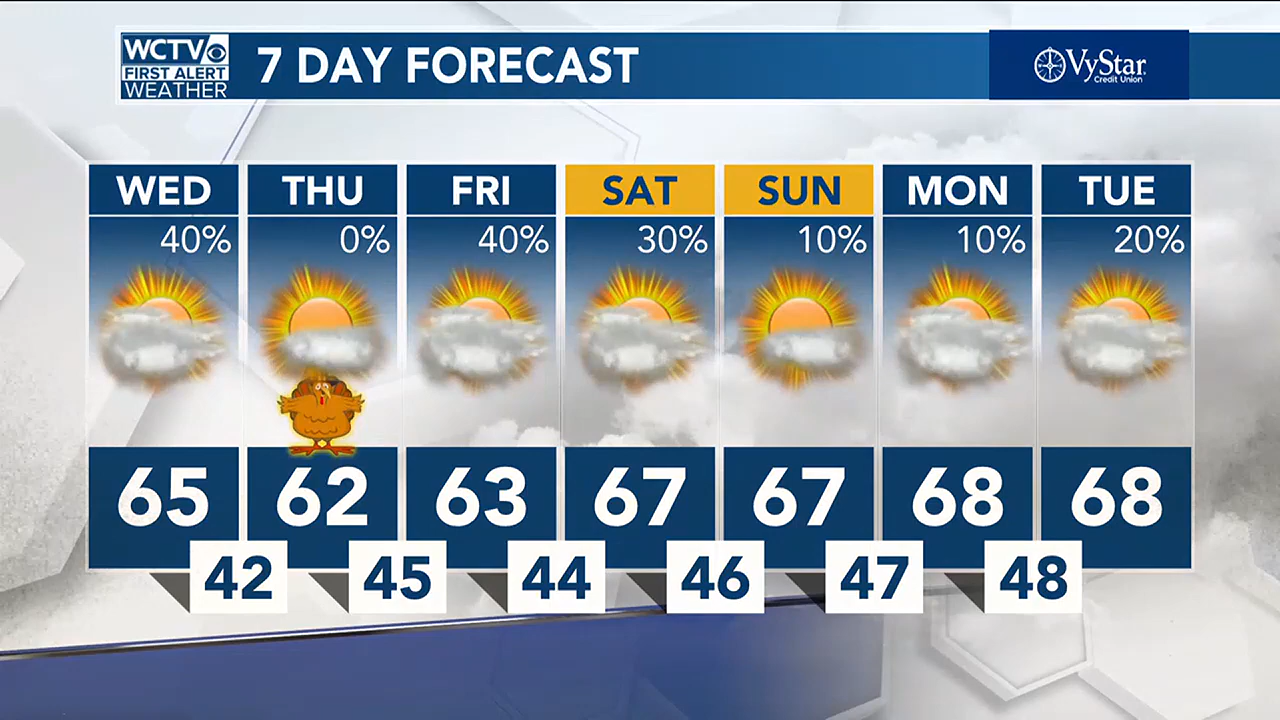 WCTV
FIRST ALERT
WEATHER
7 DAY FORECAST
VyStar
Credit Union
WED THU FRI SAT SUN MON TUE
40% 0% 40% 30% 10% 10% 20%
65 62 63 67 67 68 68
42 45 44 46 47 48